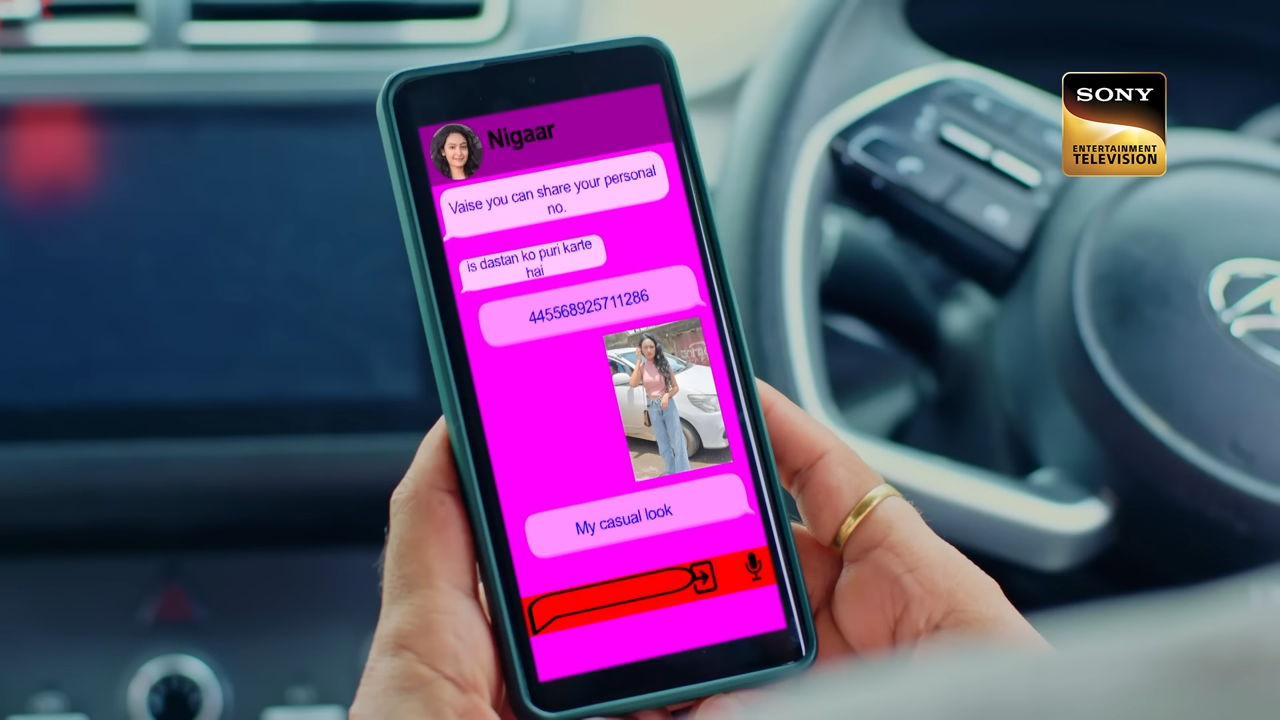 SONY
ENTERTAINMENT
TELEVISION
Nigaar
Vaise you can share your personal
no.
is dastan ko puri karte
hai
445568925711286
My casual look